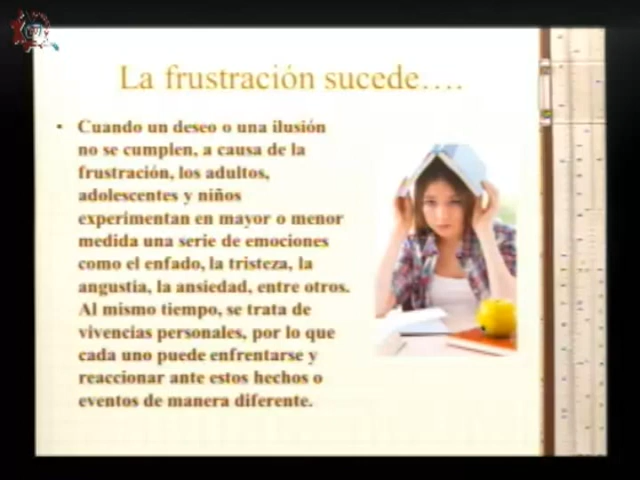 La frustración sucede….
• Cuando un deseo o una ilusión
no se cumplen, a causa de la
frustración, los adultos,
adolescentes y niños
experimentan en mayor o menor
medida una serie de emociones
como el enfado, la tristeza, la
angustia, la ansiedad, entre otros.
Al mismo tiempo, se trata de
vivencias personales, por lo que
cada uno puede enfrentarse y
reaccionar ante estos hechos o
eventos de manera diferente.